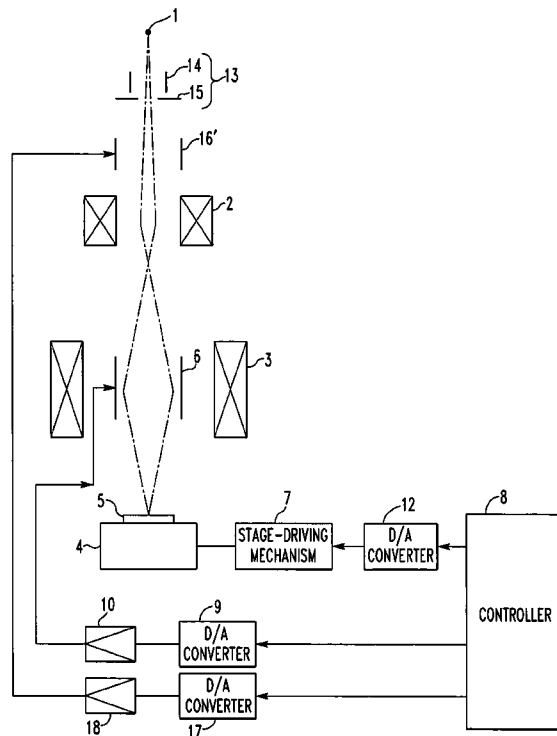 1
14
13
15
16'
2
6
3
5
4
7
STAGE-DRIVING
MECHANISM
12
D/A
CONVERTER
8
CONTROLLER
10
9
D/A
CONVERTER
18
D/A
CONVERTER
17